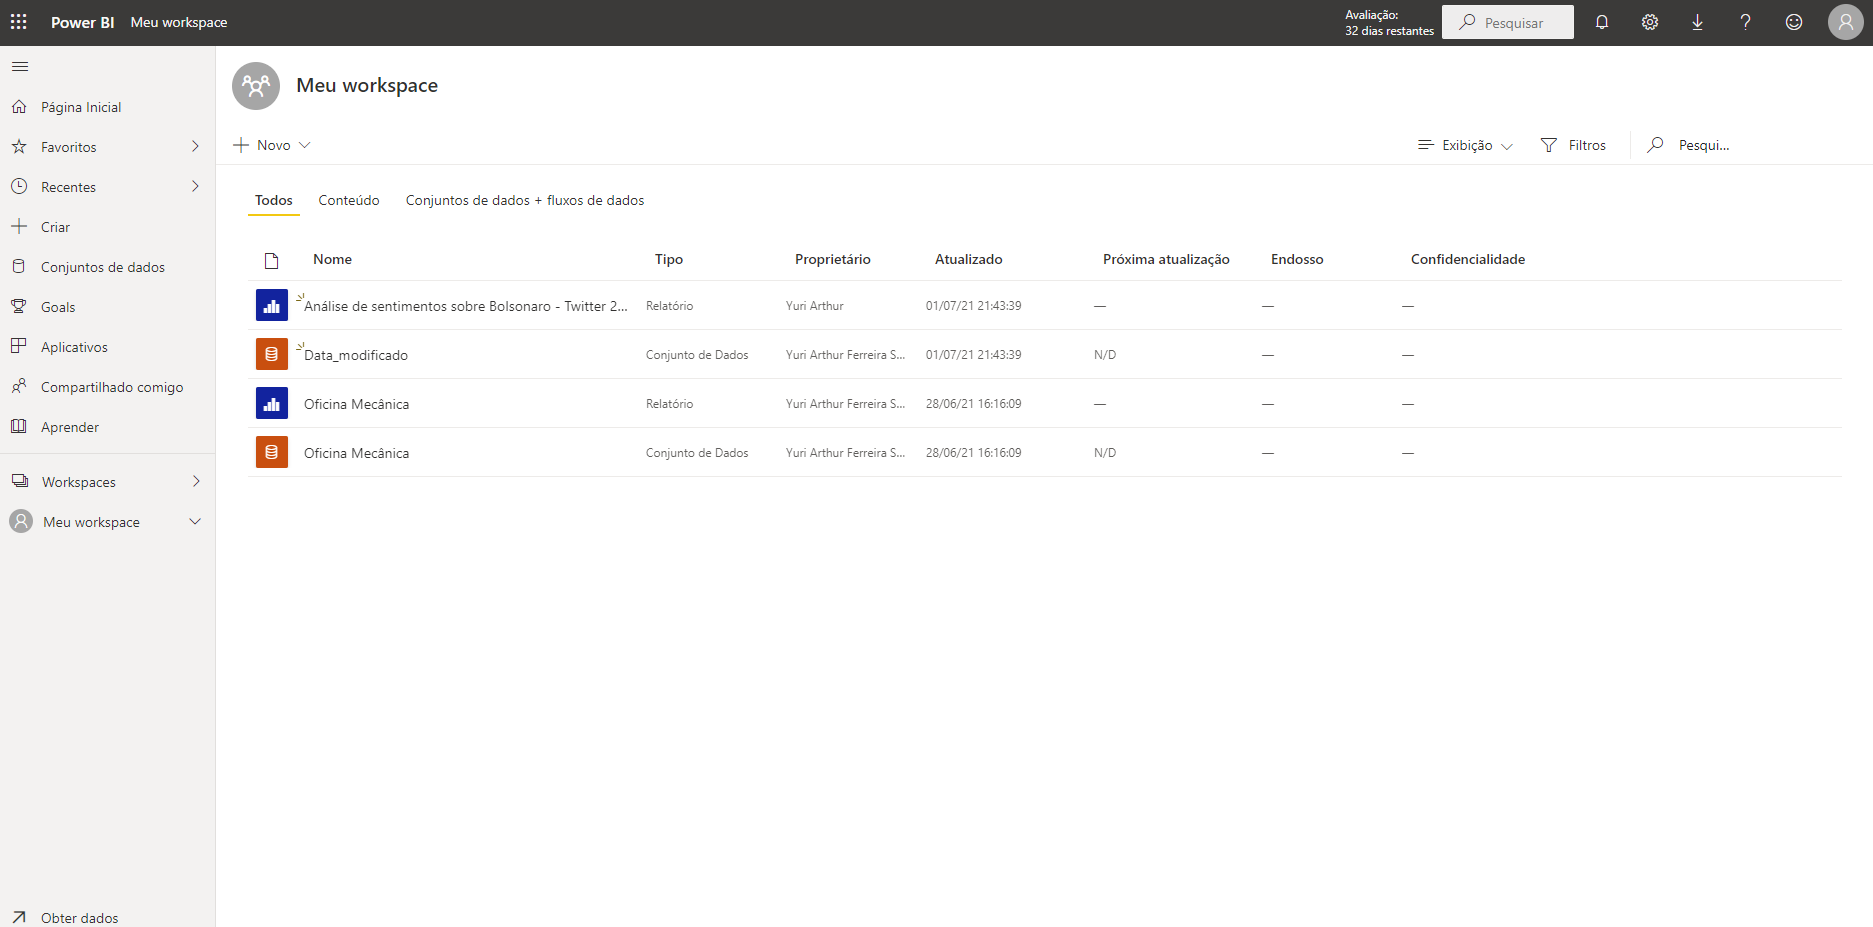 Power BI Meu workspace
Avaliação:
32 dias restantes
Pesquisar
Página Inicial
Favoritos
Recentes
Criar
Conjuntos de dados
Goals
Aplicativos
Compartilhado comigo
Aprender
Workspaces
Meu workspace
Obter dados
Meu workspace
Novo
Exibição Filtros Pesqui...
Todos Conteúdo Conjuntos de dados + fluxos de dados
Nome Tipo Proprietário Atualizado Próxima atualização Endosso Confidencialidade
Análise de sentimentos sobre Bolsonaro - Twitter 2... Relatório Yuri Arthur 01/07/21 21:43:39 — — —
Data_modificado Conjunto de Dados Yuri Arthur Ferreira S... 01/07/21 21:43:39 N/D — —
Oficina Mecânica Relatório Yuri Arthur Ferreira S... 28/06/21 16:16:09 — — —
Oficina Mecânica Conjunto de Dados Yuri Arthur Ferreira S... 28/06/21 16:16:09 N/D — —